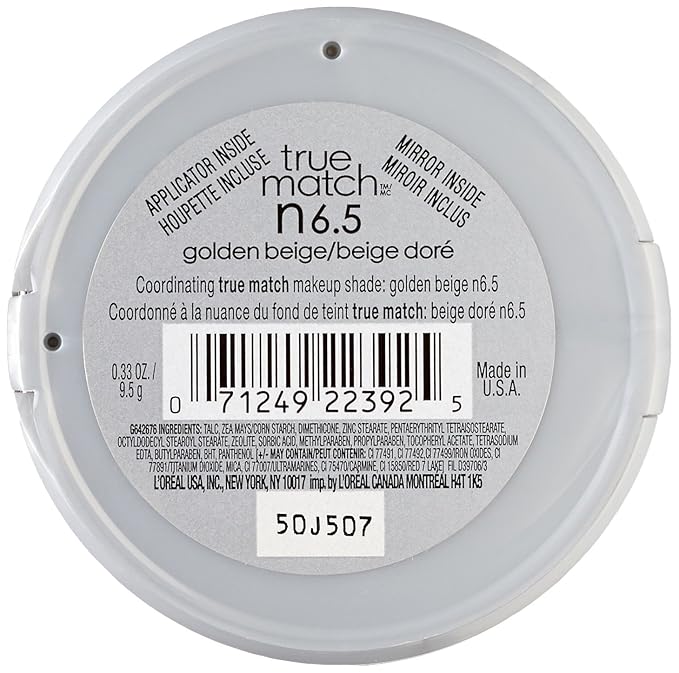 APPLICATOR INSIDE
HOUPETTE INCLUSE
true
match TM/MC
MIRROR INSIDE
MIROIR INCLUS
n6.5
golden beige/beige doré
Coordinating true match makeup shade: golden beige n6.5
Coordonné à la nuance du fond de teint true match: beige doré n6.5
0.33 OZ. /
9.5 g
0 71249 22392 5
Made in
U.S.A.
G642676 INGREDIENTS: TALC, ZEA MAYS/CORN STARCH, DIMETHICONE, ZINC STEARATE, PENTAERYTHRITYL TETRAISOSTEARATE,
OCTYLDODECYL STEAROYL STEARATE, ZEOLITE, SORBIC ACID, METHYLPARABEN, PROPYLPARABEN, TOCOPHERYL ACETATE, TETRASODIUM
EDTA, BUTYLPARABEN, BHT, PANTHENOL [+/- MAY CONTAIN/PEUT CONTENIR: CI 77491, CI 77492, CI 77499/IRON OXIDES, CI
77891/TITANIUM DIOXIDE, MICA, CI 77007/ULTRAMARINES, CI 75470/CARMINE, CI 15850/RED 7 LAKE] FIL D39706/3
L'OREAL USA, INC., NEW YORK, NY 10017 imp. by L'OREAL CANADA MONTRÉAL H4T 1K5
50J507